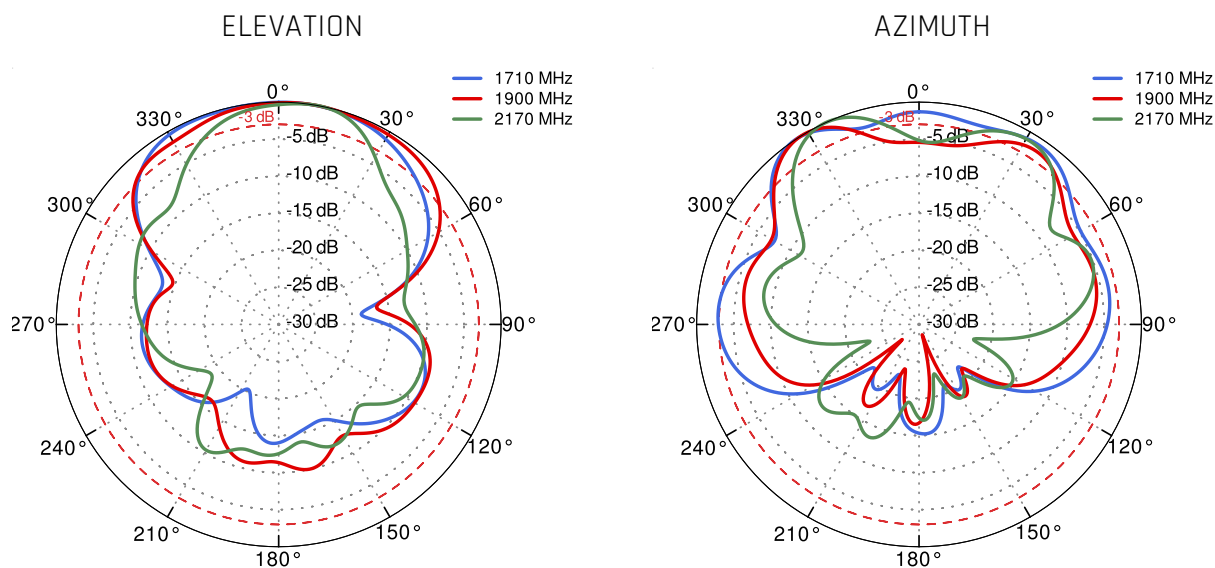 ELEVATION
1710 MHz
1900 MHz
2170 MHz
0°
30°
60°
90°
120°
150°
180°
210°
240°
270°
300°
330°
-3 dB
-5 dB
-10 dB
-15 dB
-20 dB
-25 dB
-30 dB
AZIMUTH
1710 MHz
1900 MHz
2170 MHz
0°
30°
60°
90°
120°
150°
180°
210°
240°
270°
300°
330°
-3 dB
-5 dB
-10 dB
-15 dB
-20 dB
-25 dB
-30 dB